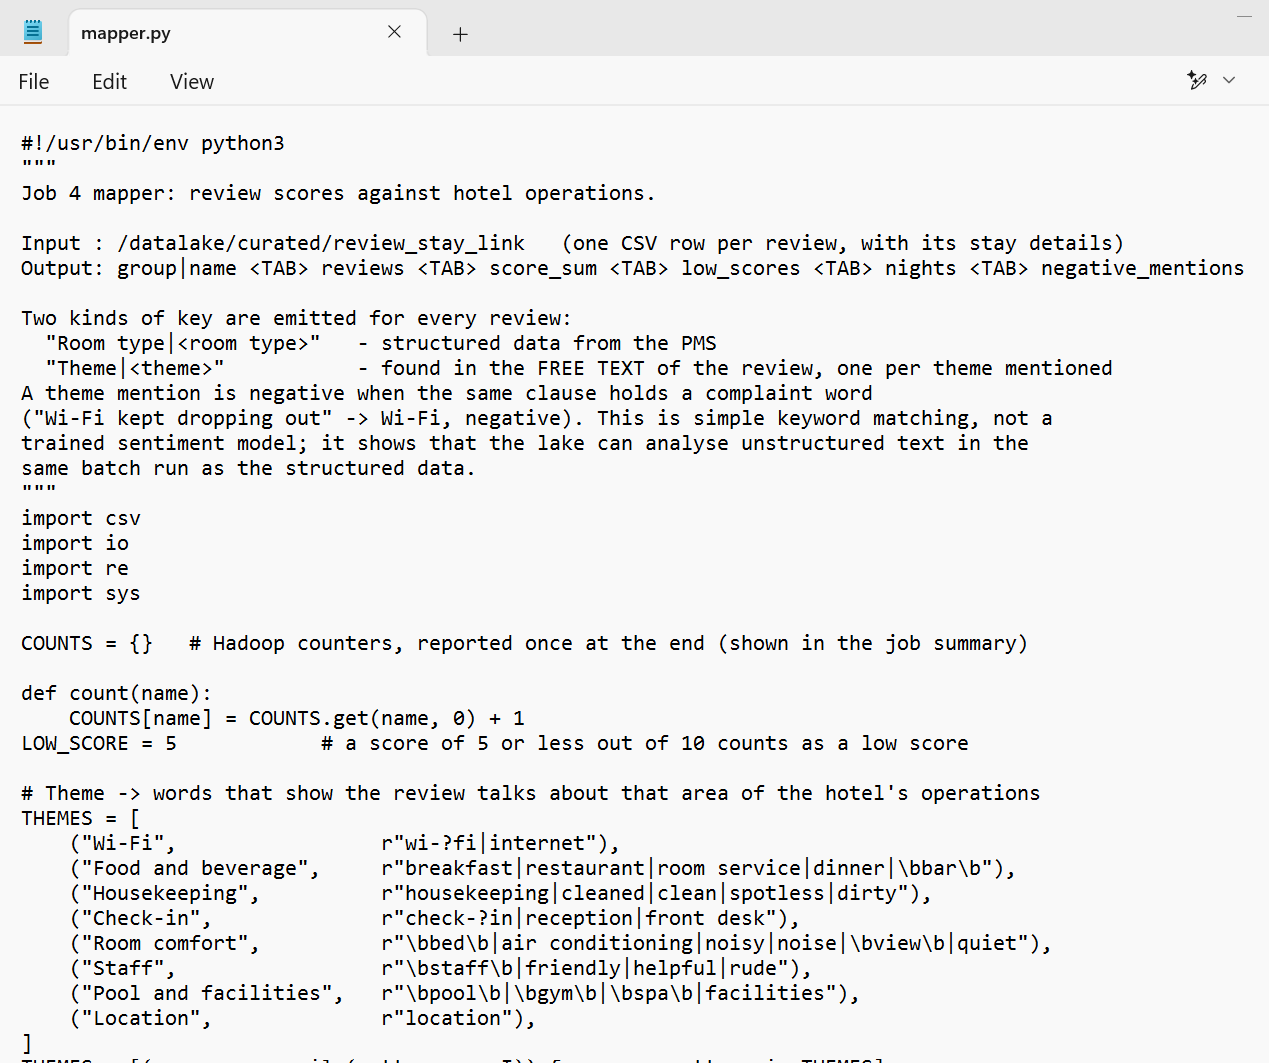 mapper.py
File Edit View
#!/usr/bin/env python3
"""
Job 4 mapper: review scores against hotel operations.
Input : /datalake/curated/review_stay_link   (one CSV row per review, with its stay details)
Output: group|name <TAB> reviews <TAB> score_sum <TAB> low_scores <TAB> nights <TAB> negative_mentions
Two kinds of key are emitted for every review:
  "Room type|<room type>"   - structured data from the PMS
  "Theme|<theme>"           - found in the FREE TEXT of the review, one per theme mentioned
A theme mention is negative when the same clause holds a complaint word
("Wi-Fi kept dropping out" -> Wi-Fi, negative). This is simple keyword matching, not a
trained sentiment model; it shows that the lake can analyse unstructured text in the
same batch run as the structured data.
"""
import csv
import io
import re
import sys
COUNTS = {}   # Hadoop counters, reported once at the end (shown in the job summary)
def count(name):
    COUNTS[name] = COUNTS.get(name, 0) + 1
LOW_SCORE = 5            # a score of 5 or less out of 10 counts as a low score
# Theme -> words that show the review talks about that area of the hotel's operations
THEMES = [
    ("Wi-Fi",                 r"wi-?fi|internet"),
    ("Food and beverage",     r"breakfast|restaurant|room service|dinner|\bbar\b"),
    ("Housekeeping",          r"housekeeping|cleaned|clean|spotless|dirty"),
    ("Check-in",              r"check-?in|reception|front desk"),
    ("Room comfort",          r"\bbed\b|air conditioning|noisy|noise|\bview\b|quiet"),
    ("Staff",                 r"\bstaff\b|friendly|helpful|rude"),
    ("Pool and facilities",   r"\bpool\b|\bgym\b|\bspa\b|facilities"),
    ("Location",              r"location"),
]